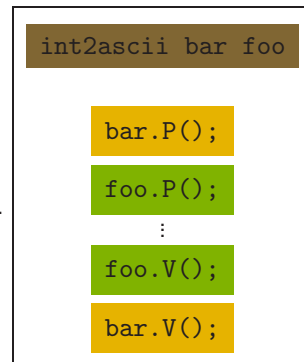 int2ascii bar foo
bar.P();
foo.P();
⋮
foo.V();
bar.V();